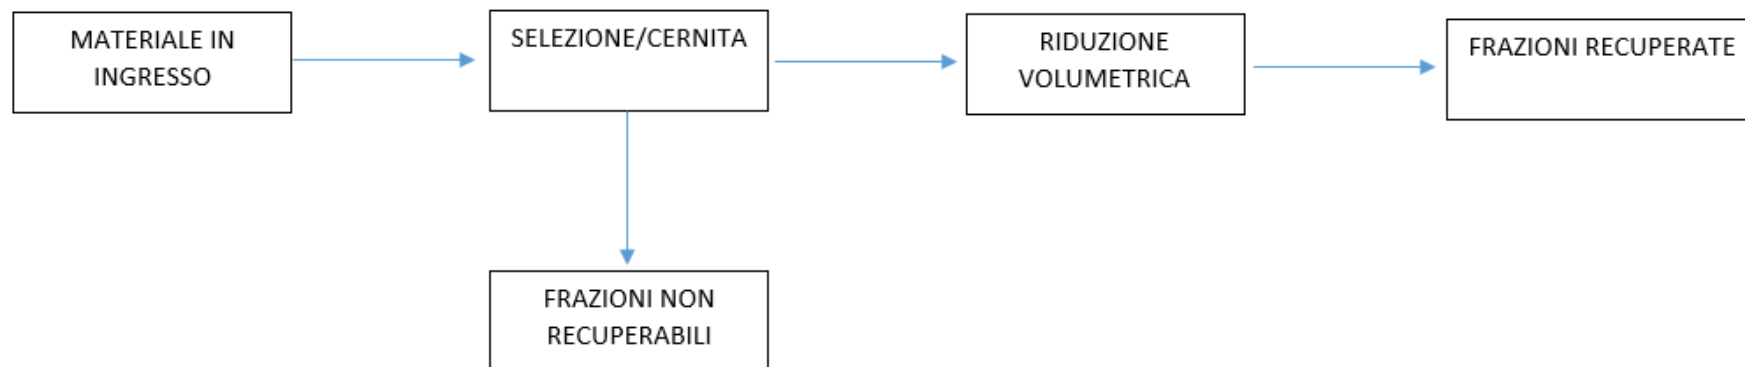 MATERIALE IN
INGRESSO
SELEZIONE/CERNITA
RIDUZIONE
VOLUMETRICA
FRAZIONI RECUPERATE
FRAZIONI NON
RECUPERABILI